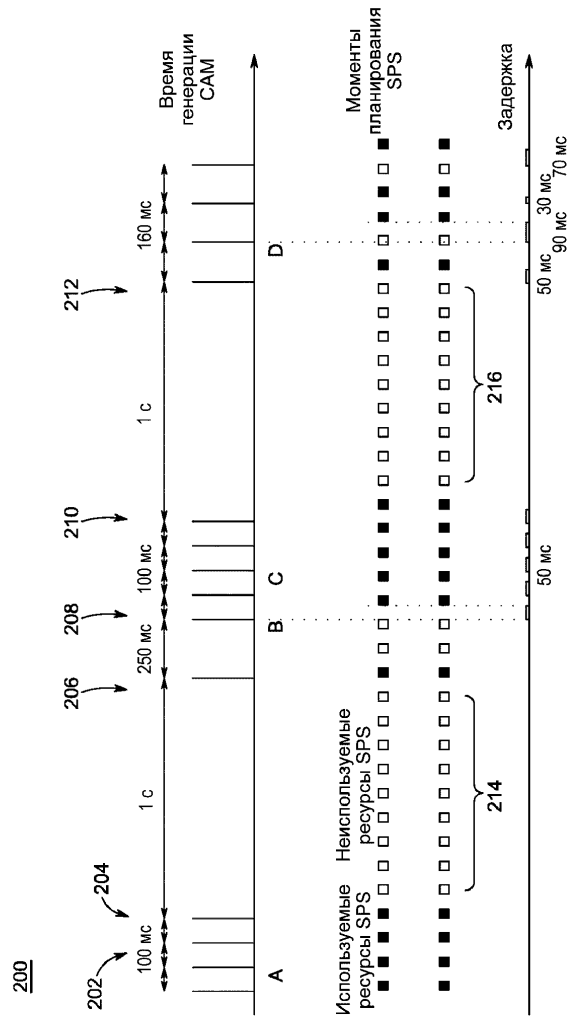 200
202
204
206
208
210
212
100 мс
1 с
250 мс
100 мс
1 с
160 мс
Время
генерации
CAM
A
B
C
D
Используемые
ресурсы SPS
Неиспользуемые
ресурсы SPS
Моменты
планирования
SPS
214
216
50 мс
50 мс
90 мс
30 мс
70 мс
Задержка